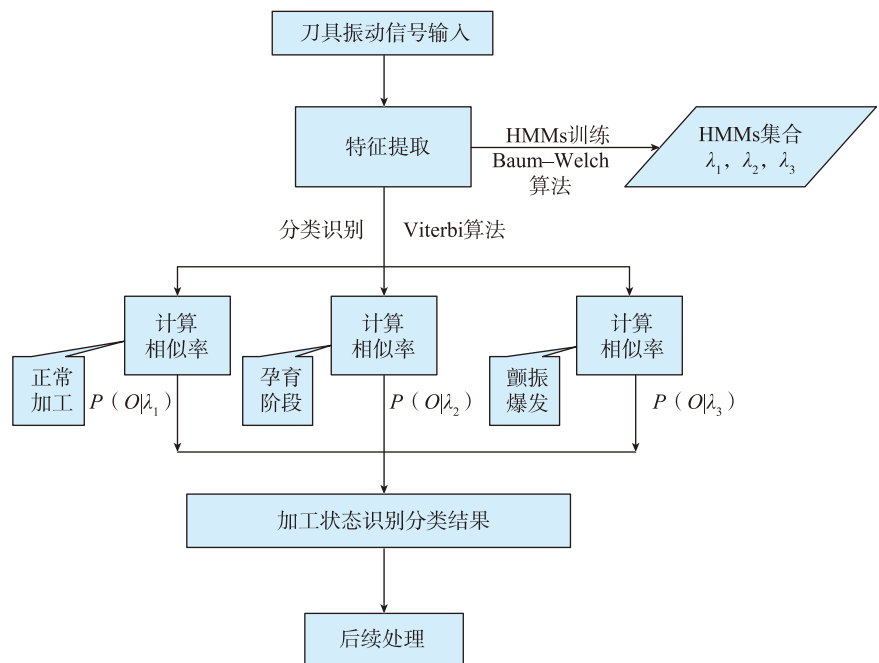 刀具振动信号输入
特征提取
HMMs训练
Baum–Welch
算法
HMMs集合
λ₁，λ₂，λ₃
分类识别
Viterbi算法
计算
相似率
计算
相似率
计算
相似率
正常
加工
孕育
阶段
颤振
爆发
P（O|λ₁）
P（O|λ₂）
P（O|λ₃）
加工状态识别分类结果
后续处理